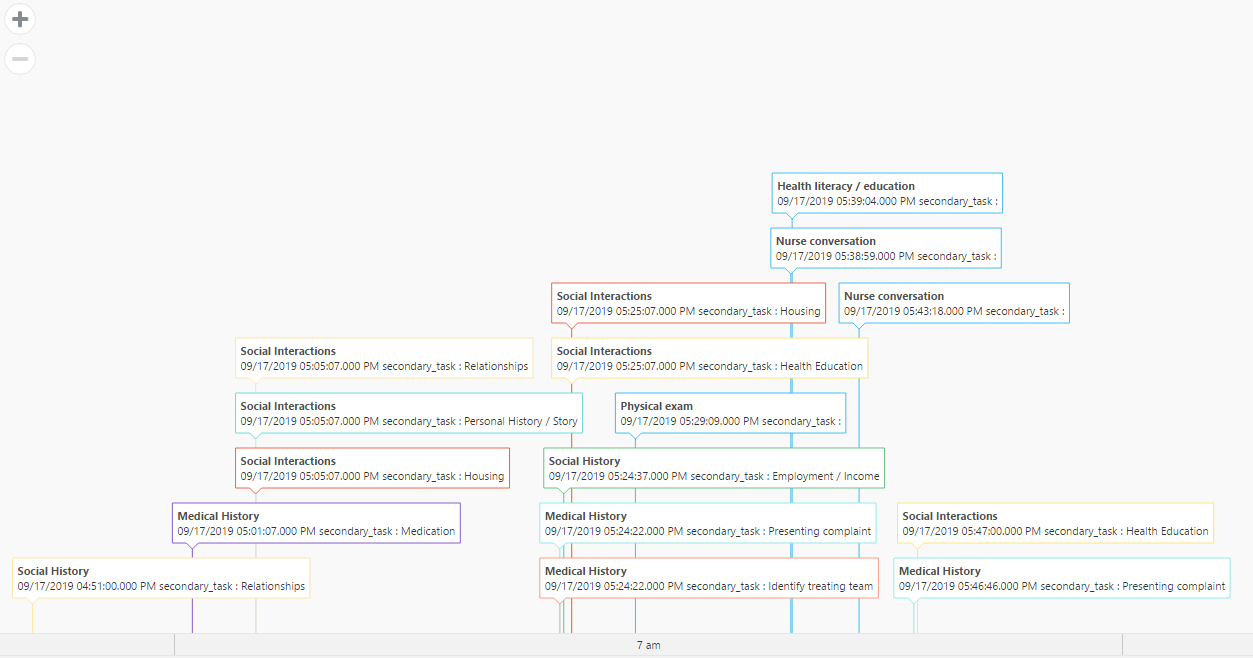 Health literacy / education
09/17/2019 05:39:04.000 PM secondary_task :
Nurse conversation
09/17/2019 05:38:59.000 PM secondary_task :
Social Interactions
09/17/2019 05:25:07.000 PM secondary_task : Housing
Nurse conversation
09/17/2019 05:43:18.000 PM secondary_task :
Social Interactions
09/17/2019 05:05:07.000 PM secondary_task : Relationships
Social Interactions
09/17/2019 05:25:07.000 PM secondary_task : Health Education
Social Interactions
09/17/2019 05:05:07.000 PM secondary_task : Personal History / Story
Physical exam
09/17/2019 05:29:09.000 PM secondary_task :
Social Interactions
09/17/2019 05:05:07.000 PM secondary_task : Housing
Social History
09/17/2019 05:24:37.000 PM secondary_task : Employment / Income
Medical History
09/17/2019 05:01:07.000 PM secondary_task : Medication
Medical History
09/17/2019 05:24:22.000 PM secondary_task : Presenting complaint
Social Interactions
09/17/2019 05:47:00.000 PM secondary_task : Health Education
Social History
09/17/2019 04:51:00.000 PM secondary_task : Relationships
Medical History
09/17/2019 05:24:22.000 PM secondary_task : Identify treating team
Medical History
09/17/2019 05:46:46.000 PM secondary_task : Presenting complaint
7 am